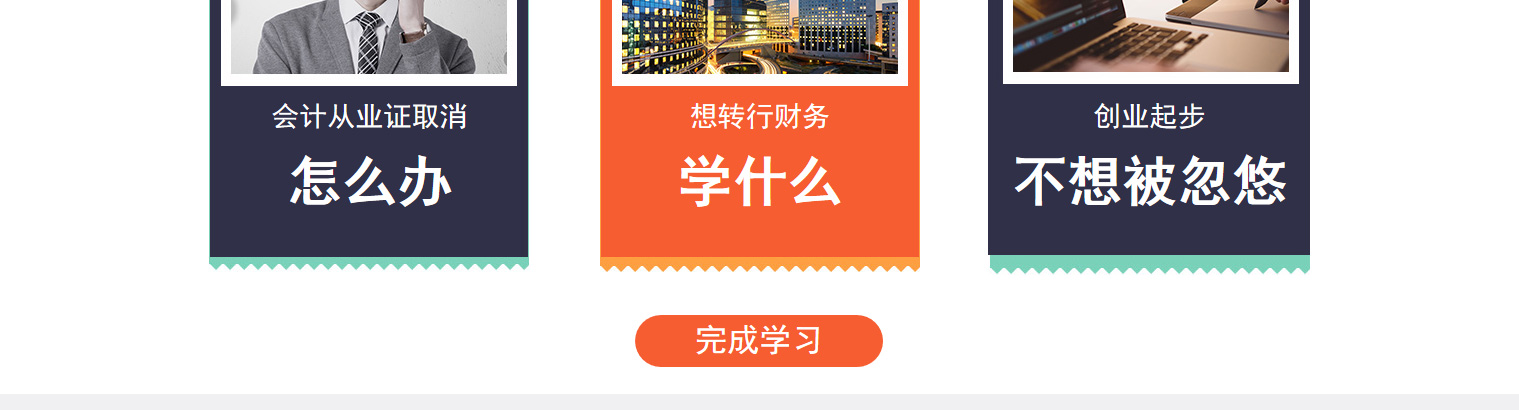 会计从业证取消
怎么办
想转行财务
学什么
创业起步
不想被忽悠
完成学习